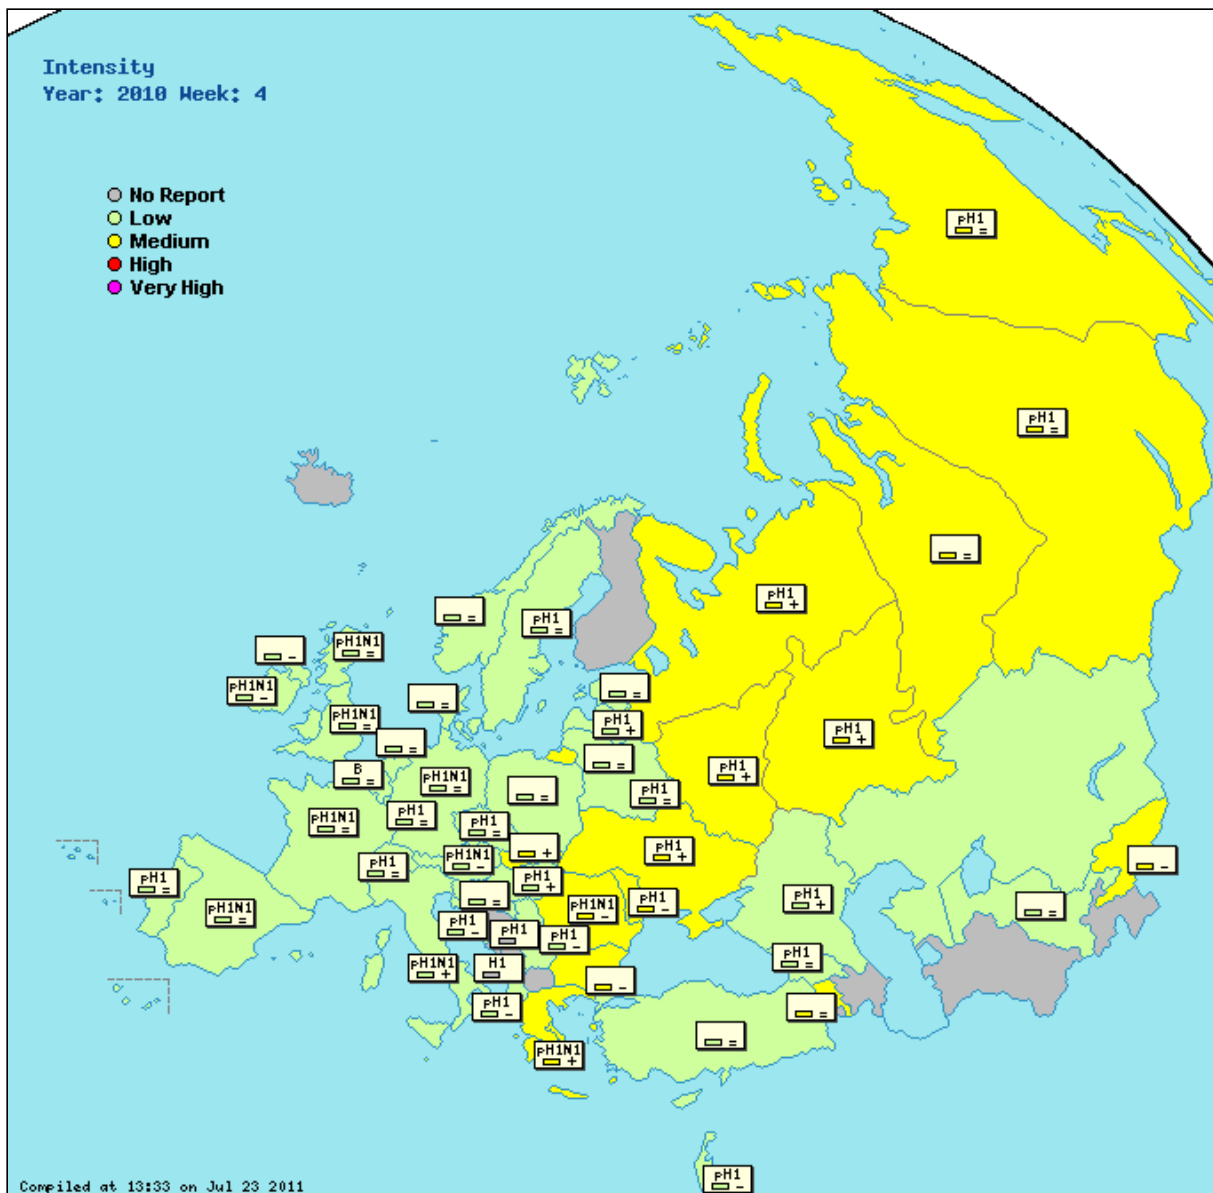 Intensity
Year: 2010 Week: 4
No Report
Low
Medium
High
Very High
pH1
=
pH1
=
=
pH1
+
=
pH1
=
-
pH1N1
=
pH1N1
-
=
=
pH1N1
=
pH1
+
pH1
+
=
=
pH1
+
B
=
pH1N1
=
=
pH1
=
pH1
=
pH1N1
=
pH1
=
+
pH1
+
pH1N1
-
-
pH1
=
pH1
+
pH1
=
=
pH1
+
=
pH1N1
=
pH1N1
-
pH1
-
pH1
-
pH1
pH1
-
pH1N1
+
H1
pH1
=
-
pH1
-
=
=
pH1N1
+
pH1
-
Compiled at 13:33 on Jul 23 2011